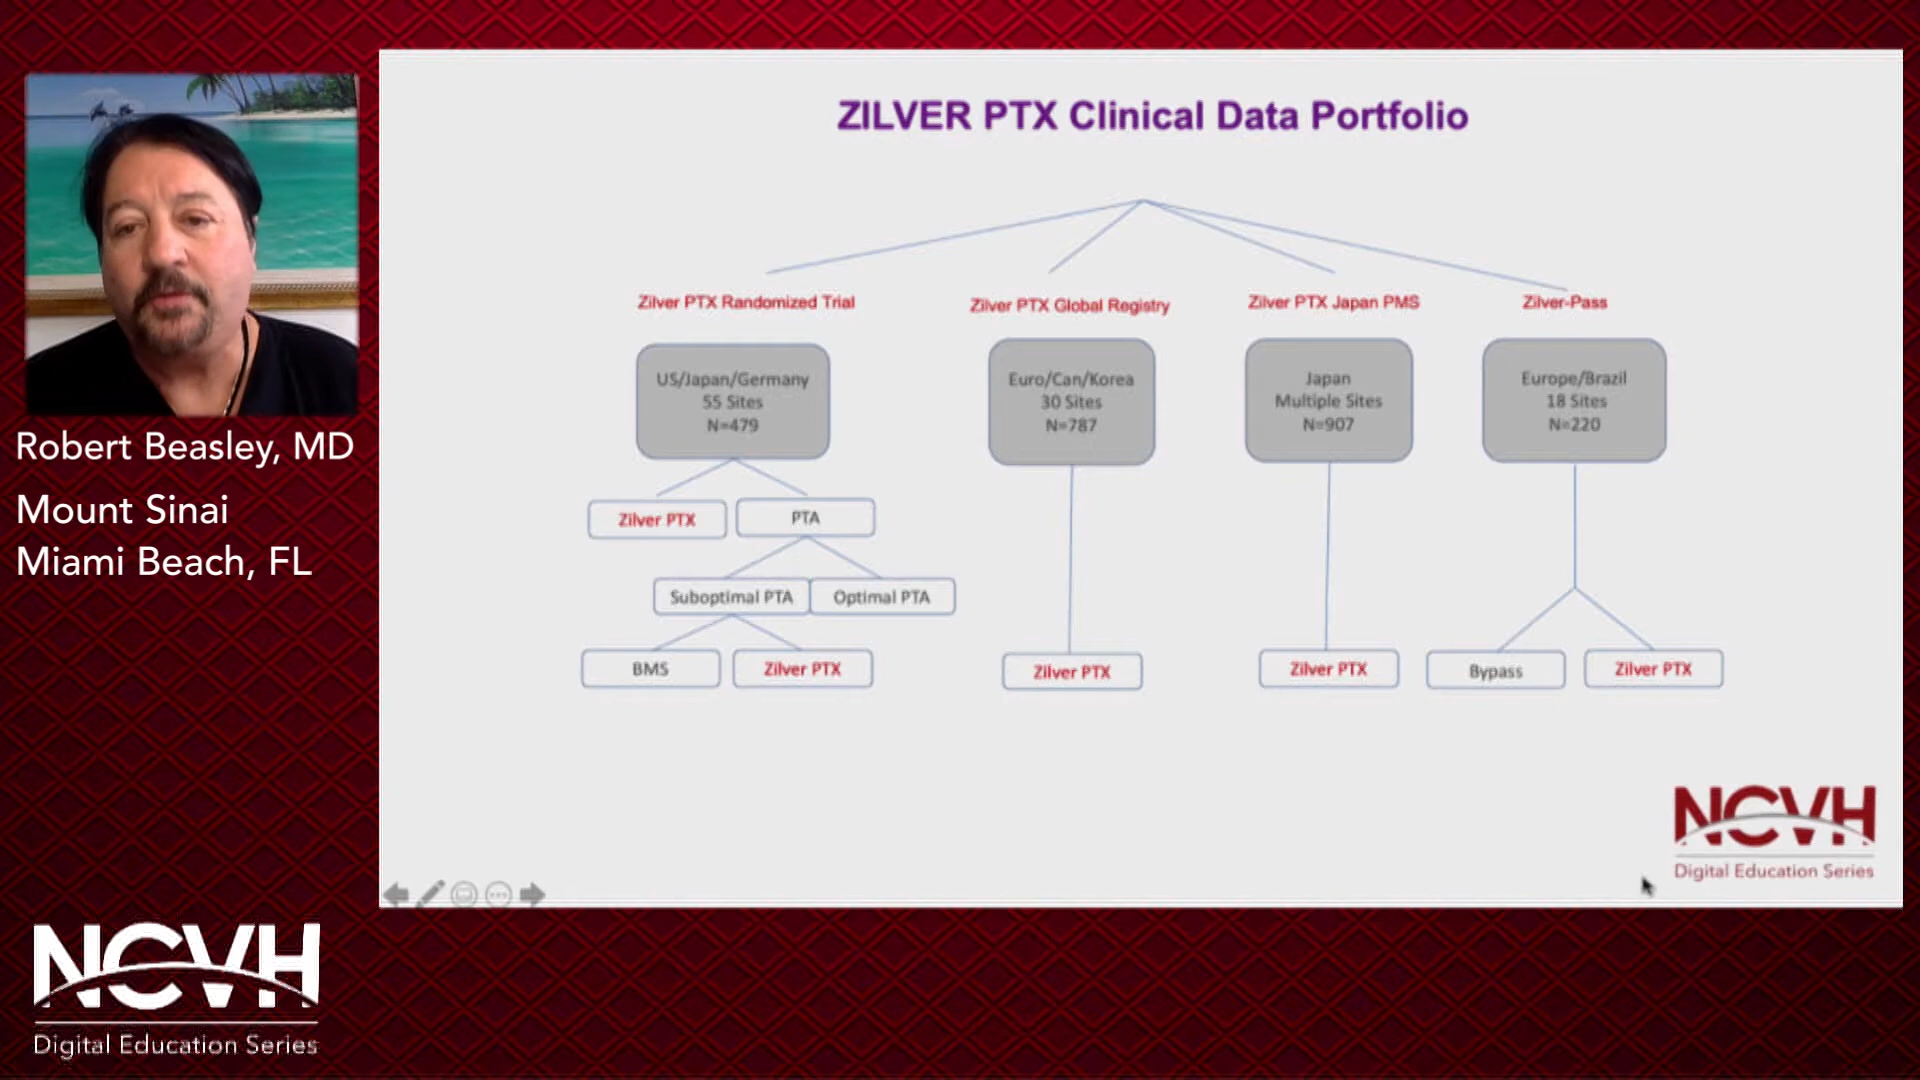 ZILVER PTX Clinical Data Portfolio
Zilver PTX Randomized Trial
US/Japan/Germany
55 Sites
N=479
Zilver PTX
PTA
Suboptimal PTA
Optimal PTA
BMS
Zilver PTX
Zilver PTX Global Registry
Euro/Can/Korea
30 Sites
N=787
Zilver PTX
Zilver PTX Japan PMS
Japan
Multiple Sites
N=907
Zilver PTX
Zilver-Pass
Europe/Brazil
18 Sites
N=220
Bypass
Zilver PTX
NCVH
Digital Education Series
Robert Beasley, MD
Mount Sinai
Miami Beach, FL
NCVH
Digital Education Series